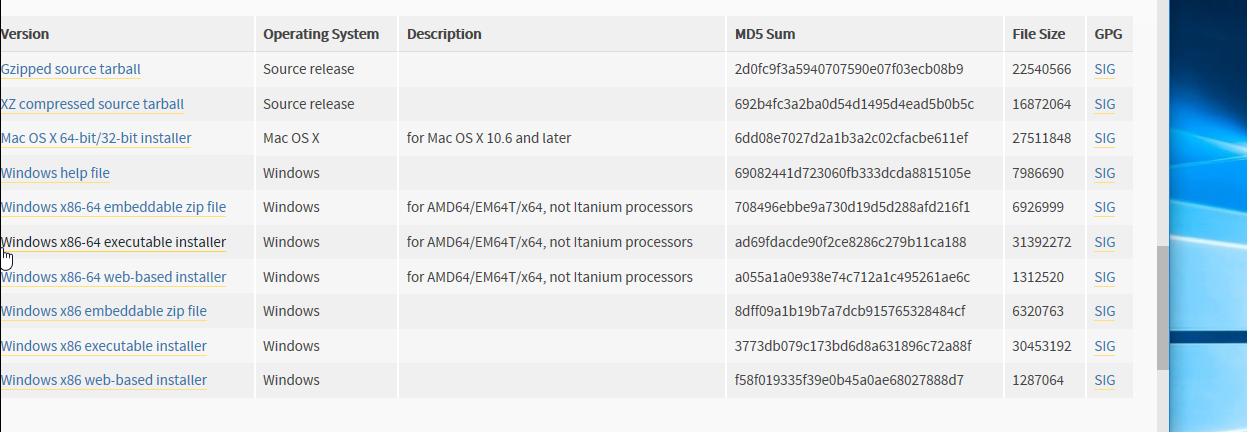 Version Operating System Description MD5 Sum File Size GPG
Gzipped source tarball Source release 2d0fc9f3a5940707590e07f03ecb08b9 22540566 SIG
XZ compressed source tarball Source release 692b4fc3a2ba0d54d1495d4ead5b0b5c 16872064 SIG
Mac OS X 64-bit/32-bit installer Mac OS X for Mac OS X 10.6 and later 6dd08e7027d2a1b3a2c02cfacbe611ef 27511848 SIG
Windows help file Windows 69082441d723060fb333dcda8815105e 7986690 SIG
Windows x86-64 embeddable zip file Windows for AMD64/EM64T/x64, not Itanium processors 708496ebbe9a730d19d5d288afd216f1 6926999 SIG
Windows x86-64 executable installer Windows for AMD64/EM64T/x64, not Itanium processors ad69fdacde90f2ce8286c279b11ca188 31392272 SIG
Windows x86-64 web-based installer Windows for AMD64/EM64T/x64, not Itanium processors a055a1a0e938e74c712a1c495261ae6c 1312520 SIG
Windows x86 embeddable zip file Windows 8dff09a1b19b7a7dcb915765328484cf 6320763 SIG
Windows x86 executable installer Windows 3773db079c173bd6d8a631896c72a88f 30453192 SIG
Windows x86 web-based installer Windows f58f019335f39e0b45a0ae68027888d7 1287064 SIG